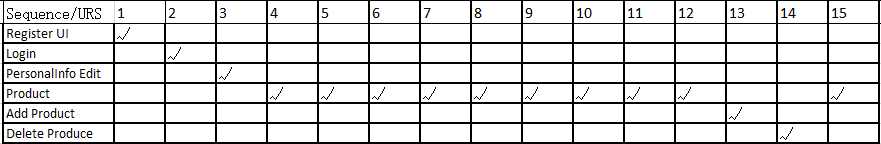 Sequence/URS 1 2 3 4 5 6 7 8 9 10 11 12 13 14 15
Register UI ✓
Login ✓
PersonalInfo Edit ✓
Product ✓ ✓ ✓ ✓ ✓ ✓ ✓ ✓ ✓ ✓
Add Product ✓
Delete Produce ✓